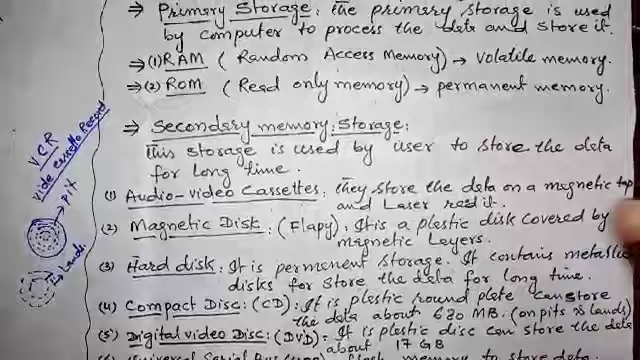 ⇒ Primary Storage: The primary storage is used
by computer to process the data and store it.
⇒ (1) RAM (Random Access Memory) → volatile memory.
⇒ (2) ROM (Read only memory) → permanent memory.
⇒ Secondary memory: Storage:
This storage is used by user to store the data
for long time.
(1) Audio-video Cassettes: They store the data on a magnetic tap
and Laser red it.
(2) Magnetic Disk: (Flapy): It is a plastic disk covered by
magnetic Layers.
(3) Hard disk: It is permenent storage. It contains metallic
disks for store the data for long time.
(4) Compact Disc: (CD): It is plastic round plate can store
the data about 680 MB. (on pits & lands)
(5) Digital video Disc: (DVD)= It is plastic disc can store the data
about 17 GB
VCR
vidio cassette Record
Pix
Lands